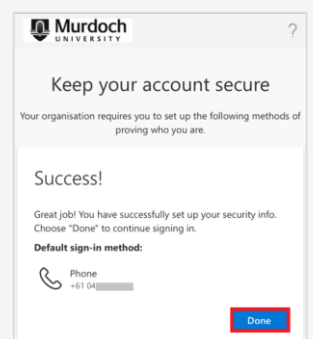 Murdoch
UNIVERSITY
?
Keep your account secure
Your organisation requires you to set up the following methods of
proving who you are.
Success!
Great job! You have successfully set up your security info.
Choose "Done" to continue signing in.
Default sign-in method:
Phone
+61 04
Done